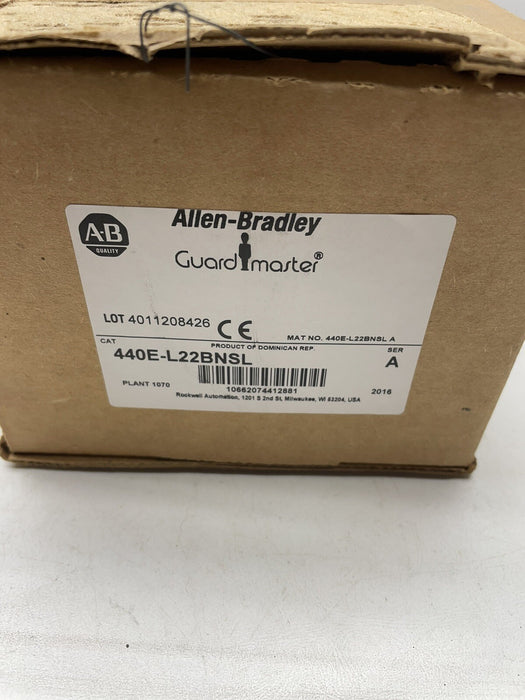 A-B
QUALITY
Allen-Bradley
Guardmaster®
LOT 4011208426 CE MAT NO. 440E-L22BNSL A
CAT PRODUCT OF DOMINICAN REP. SER
440E-L22BNSL A
PLANT 1070 10662074412881 2016
Rockwell Automation, 1201 S 2nd St, Milwaukee, WI 53204, USA